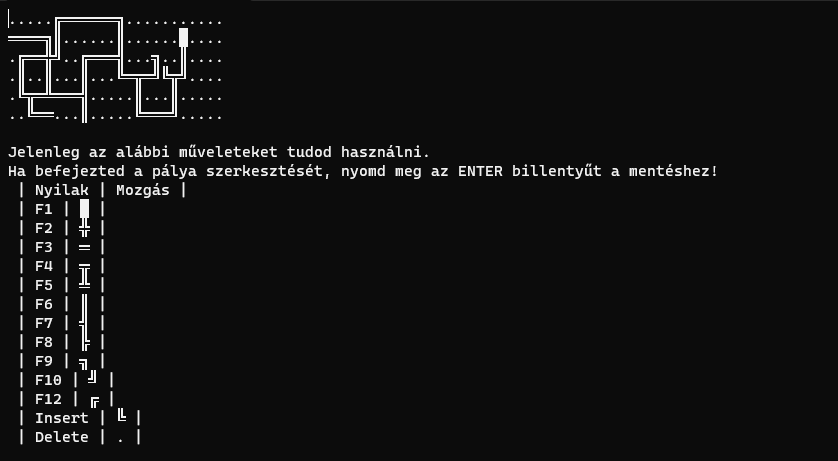 .....╔══════╗...........
════╗║......║......█....
.╔══╬╝..╔═══╣...╗..║....
.║..║...║...╚═╦═╝╚╦╝....
.╚╦═╩═══╣.....║...║.....
..╚══...║.....╚═══╝.....
Jelenleg az alábbi műveleteket tudod használni.
Ha befejezted a pálya szerkesztését, nyomd meg az ENTER billentyűt a mentéshez!
| Nyilak | Mozgás |
| F1 | █ |
| F2 | ╬ |
| F3 | ═ |
| F4 | ╦ |
| F5 | ╩ |
| F6 | ║ |
| F7 | ╣ |
| F8 | ╠ |
| F9 | ╗ |
| F10 | ╝ |
| F12 | ╔ |
| Insert | ╚ |
| Delete | . |